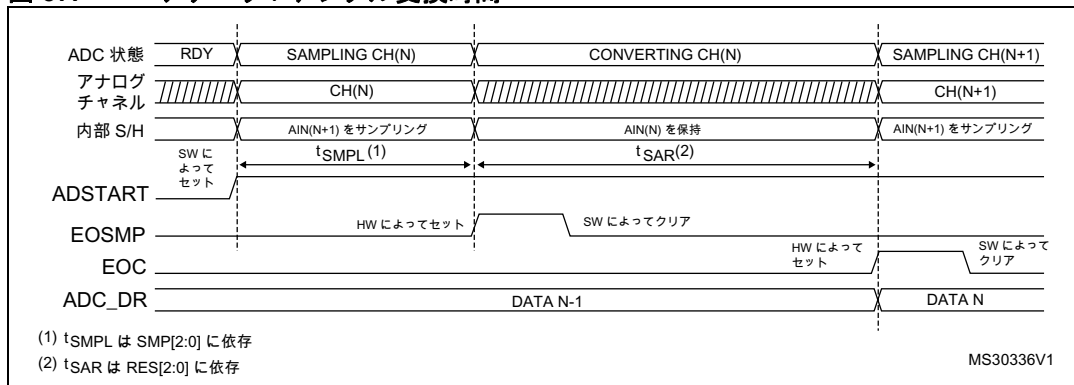 ADC 状態 RDY SAMPLING CH(N) CONVERTING CH(N) SAMPLING CH(N+1)
アナログ
チャネル CH(N) CH(N+1)
内部 S/H AIN(N+1) をサンプリング AIN(N) を保持 AIN(N+1) をサンプリング
SW に
よって
セット
tSMPL(1) tSAR(2)
ADSTART
HW によってセット SW によってクリア
EOSMP
HW によって
セット
SW によって
クリア
EOC
ADC_DR DATA N-1 DATA N
(1) tSMPL は SMP[2:0] に依存
(2) tSAR は RES[2:0] に依存
MS30336V1